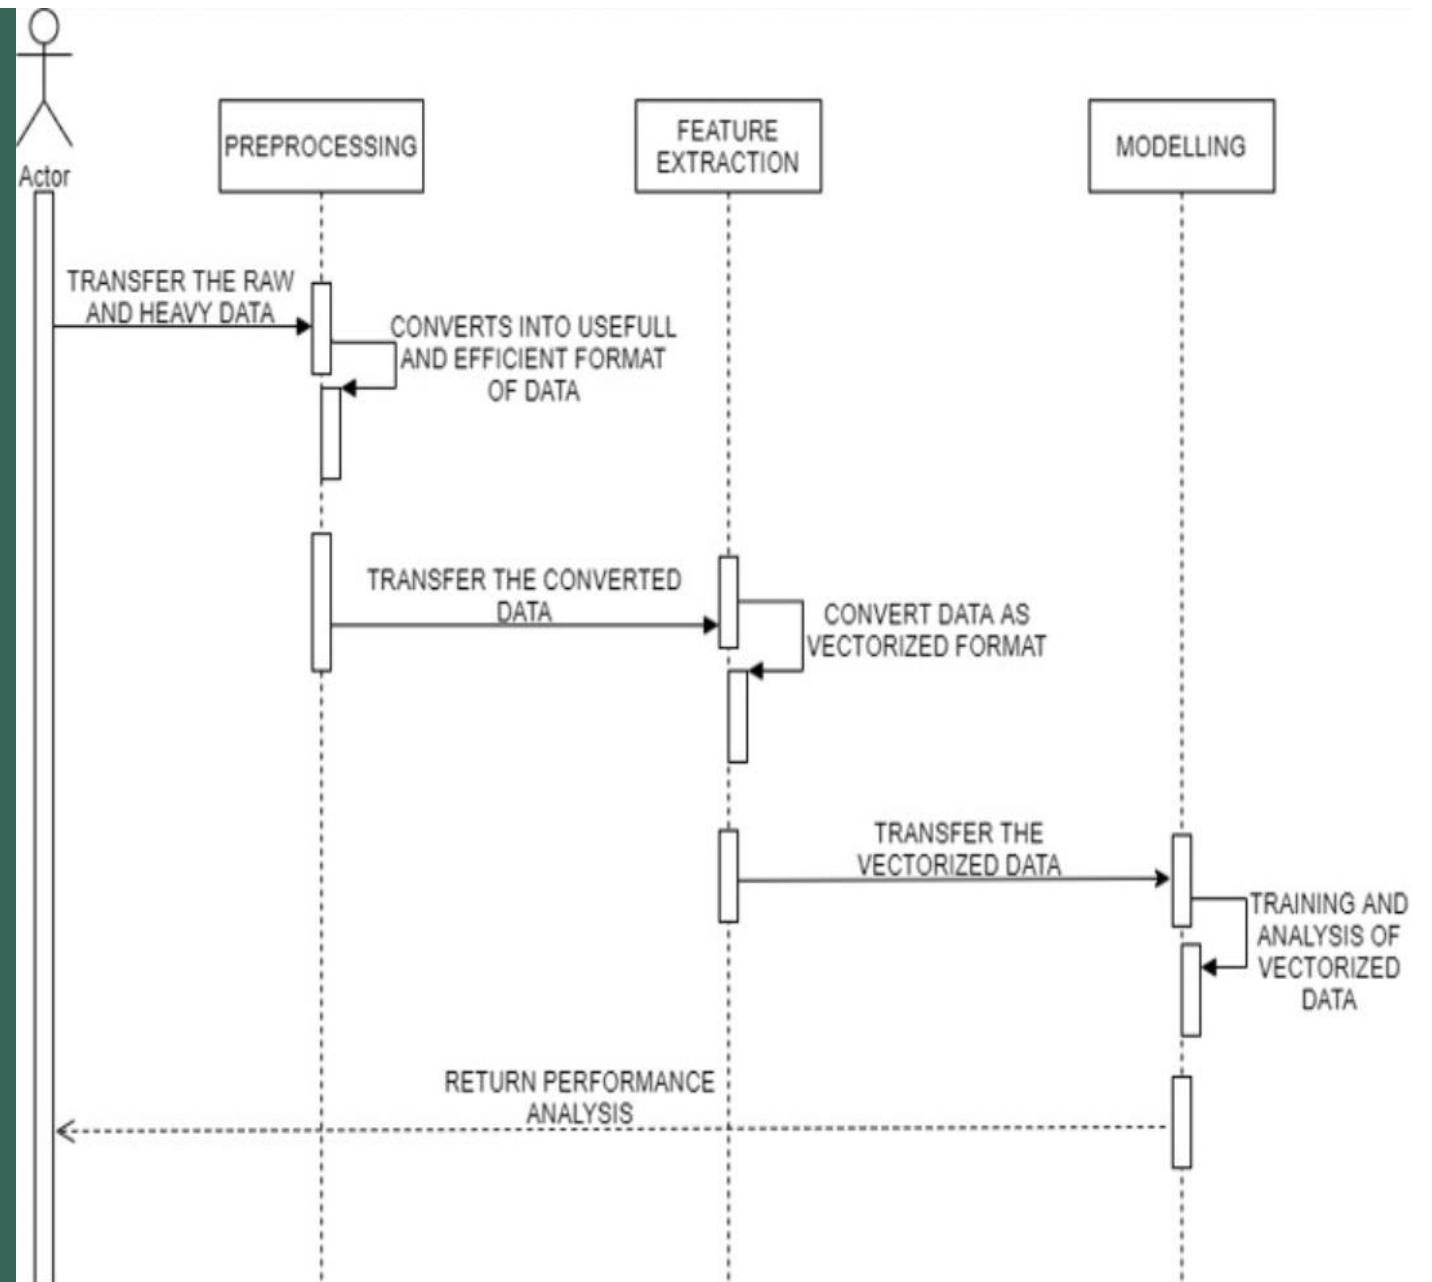 Actor
PREPROCESSING
FEATURE
EXTRACTION
MODELLING
TRANSFER THE RAW
AND HEAVY DATA
CONVERTS INTO USEFULL
AND EFFICIENT FORMAT
OF DATA
TRANSFER THE CONVERTED
DATA
CONVERT DATA AS
VECTORIZED FORMAT
TRANSFER THE
VECTORIZED DATA
TRAINING AND
ANALYSIS OF
VECTORIZED
DATA
RETURN PERFORMANCE
ANALYSIS